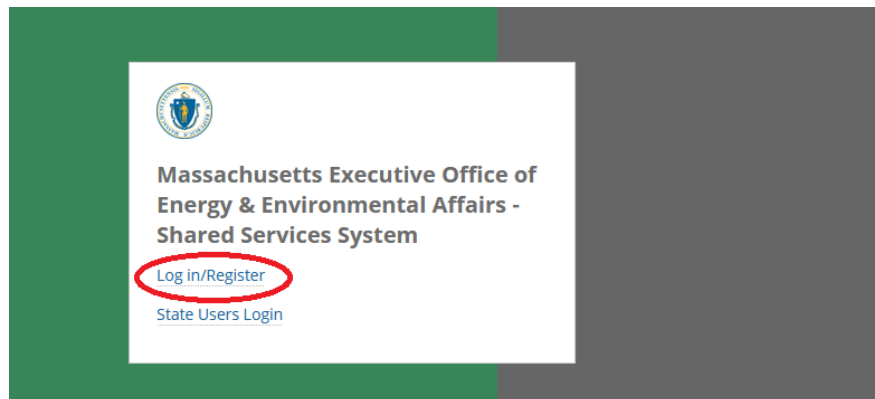 Massachusetts Executive Office of
Energy & Environmental Affairs -
Shared Services System
Log in/Register
State Users Login